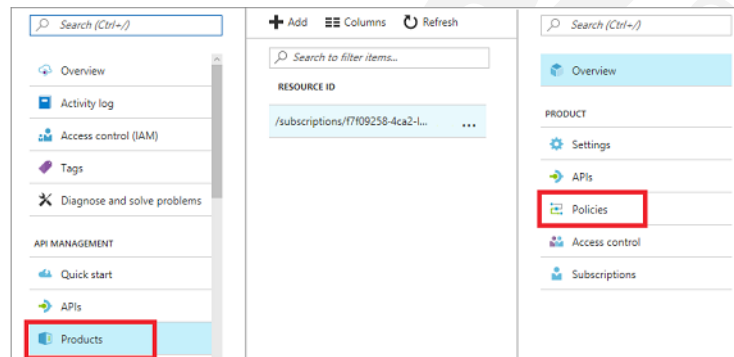 Search (Ctrl+/)
Overview
Activity log
Access control (IAM)
Tags
Diagnose and solve problems
API MANAGEMENT
Quick start
APIs
Products
Add Columns Refresh
Search to filter items...
RESOURCE ID
/subscriptions/f7f09258-4ca2-l... ...
Search (Ctrl+/)
Overview
PRODUCT
Settings
APIs
Policies
Access control
Subscriptions